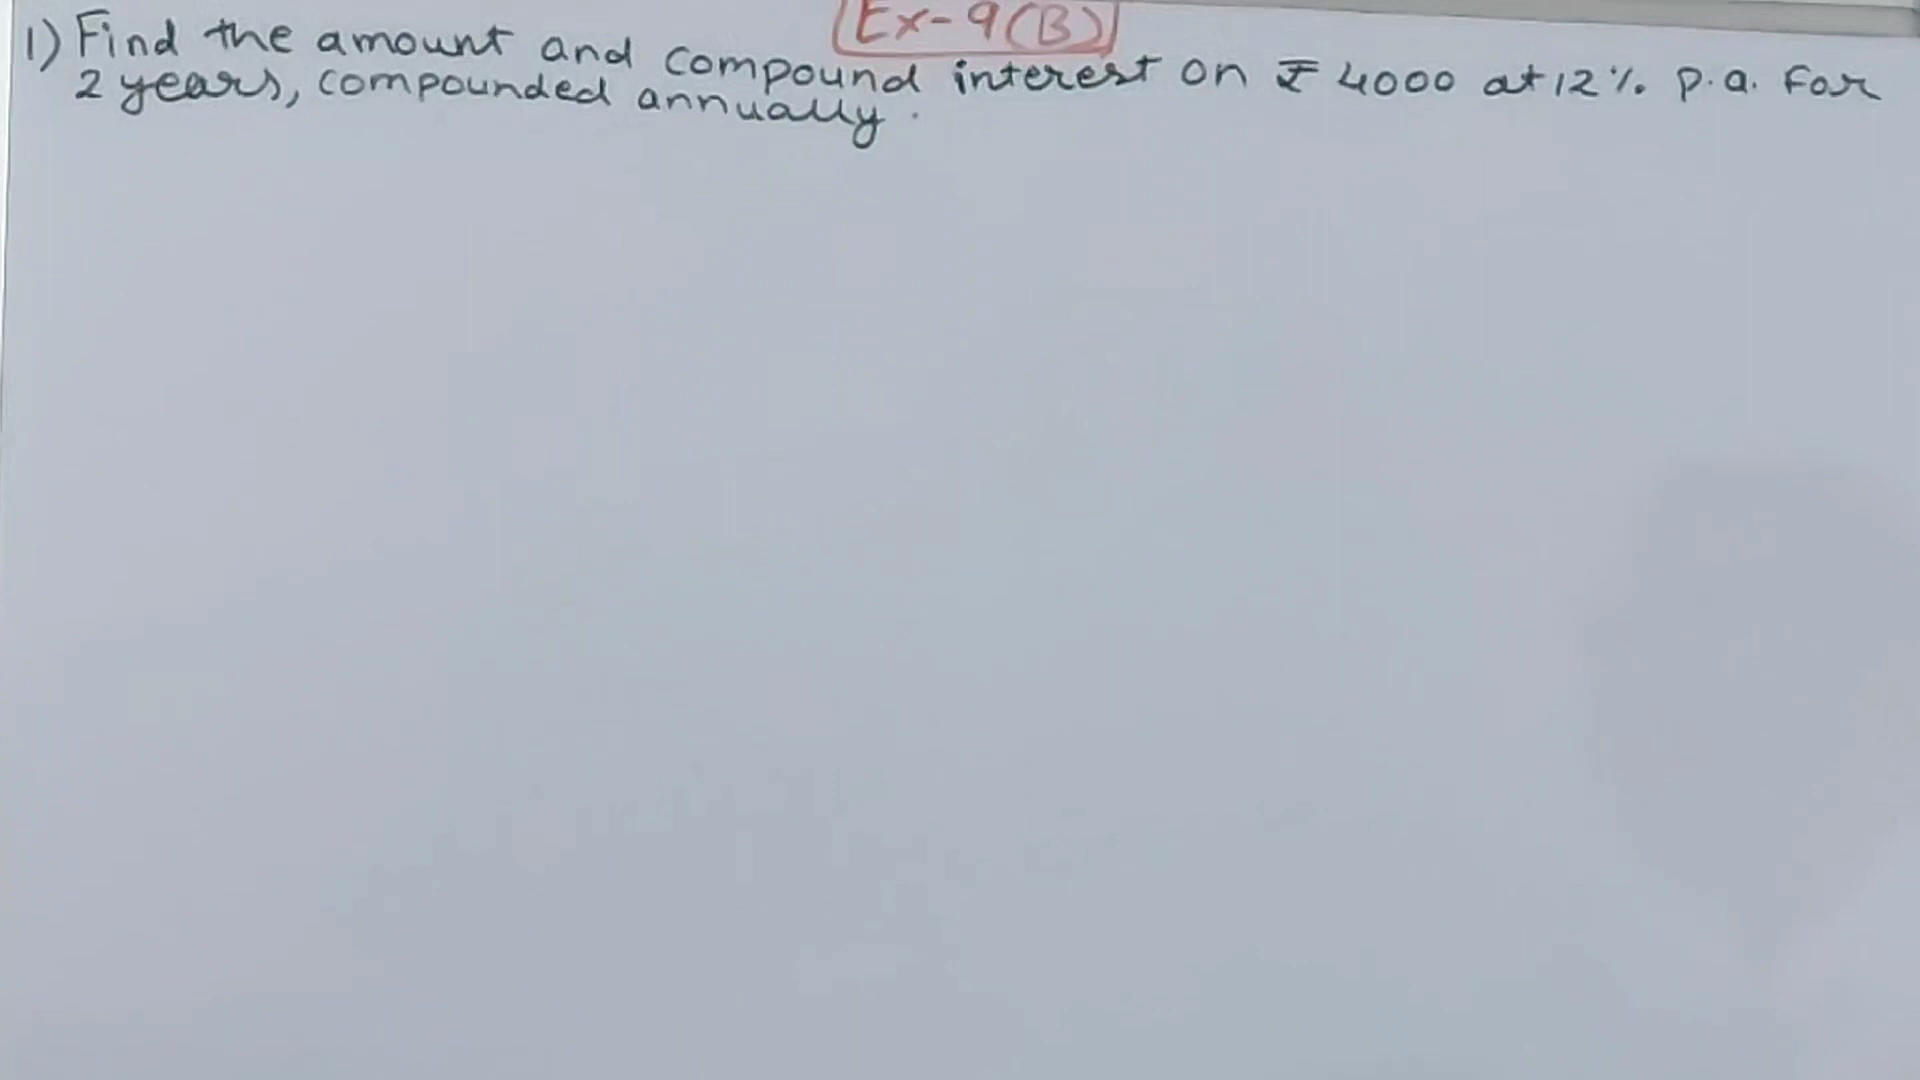 Ex-9(B)
1) Find the amount and compound interest on ₹ 4000 at 12% p.a. for
2 years, compounded annually.